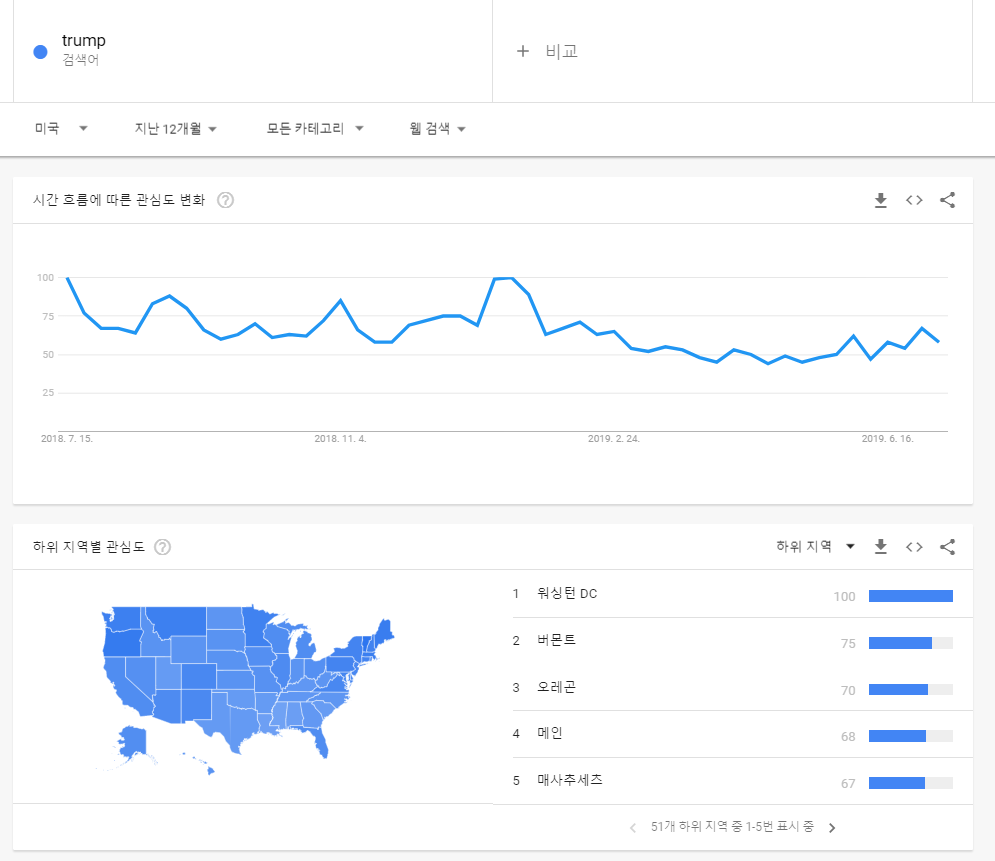 trump
검색어
+ 비교
미국
지난 12개월
모든 카테고리
웹 검색
시간 흐름에 따른 관심도 변화 ?
100
75
50
25
2018. 7. 15.
2018. 11. 4.
2019. 2. 24.
2019. 6. 16.
하위 지역별 관심도 ?
하위 지역
1 워싱턴 DC 100
2 버몬트 75
3 오레곤 70
4 메인 68
5 매사추세츠 67
51개 하위 지역 중 1-5번 표시 중